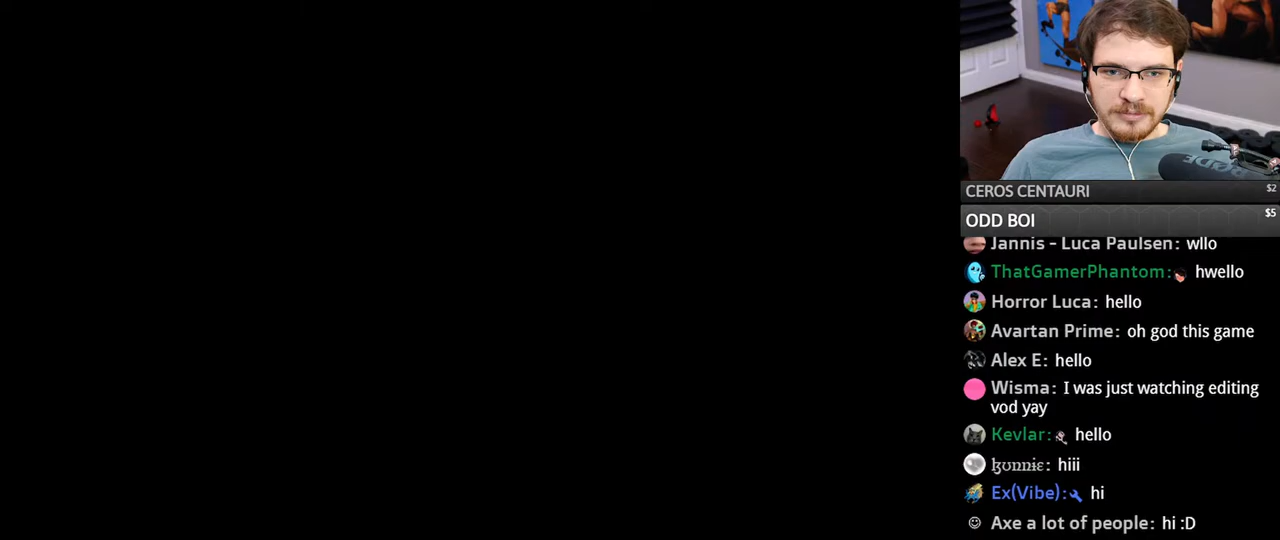 RODE
CEROS CENTAURI $2
ODD BOI $5
Jannis - Luca Paulsen: wllo
ThatGamerPhantom: hwello
Horror Luca: hello
Avartan Prime: oh god this game
Alex E: hello
Wisma: I was just watching editing
vod yay
Kevlar: hello
ɮʊռռɨɛ: hiii
Ex(Vibe): hi
Axe a lot of people: hi :D